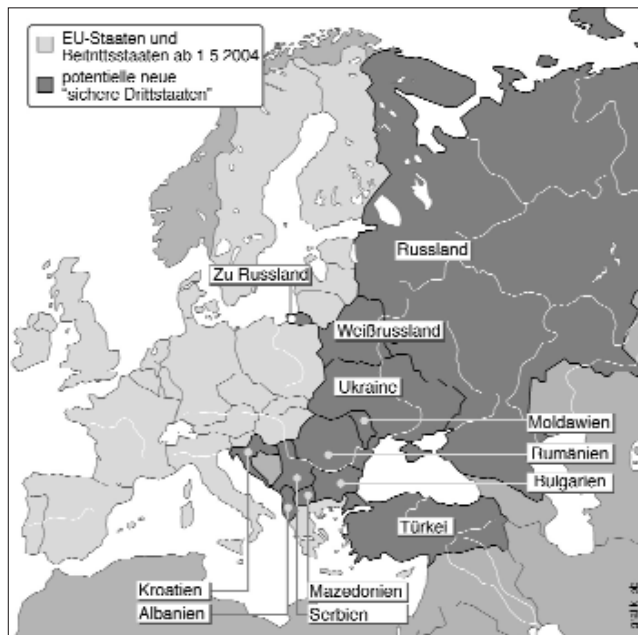 EU-Staaten und
Beitrittsstaaten ab 1 5 2004
potentielle neue
"sichere Drittstaaten"
Russland
Zu Russland
Weißrussland
Ukraine
Moldawien
Rumänien
Bulgarien
Türkei
Kroatien
Mazedonien
Albanien
Serbien